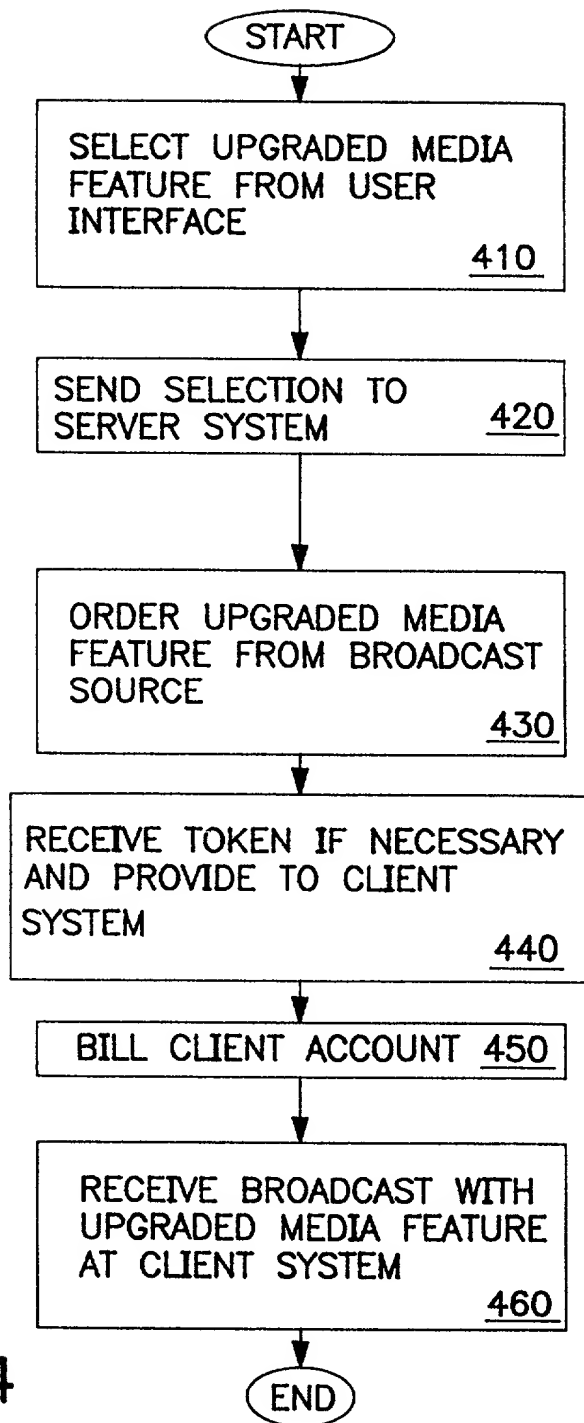 START
SELECT UPGRADED MEDIA
FEATURE FROM USER
INTERFACE
410
SEND SELECTION TO
SERVER SYSTEM
420
ORDER UPGRADED MEDIA
FEATURE FROM BROADCAST
SOURCE
430
RECEIVE TOKEN IF NECESSARY
AND PROVIDE TO CLIENT
SYSTEM
440
BILL CLIENT ACCOUNT 450
RECEIVE BROADCAST WITH
UPGRADED MEDIA FEATURE
AT CLIENT SYSTEM
460
4
END